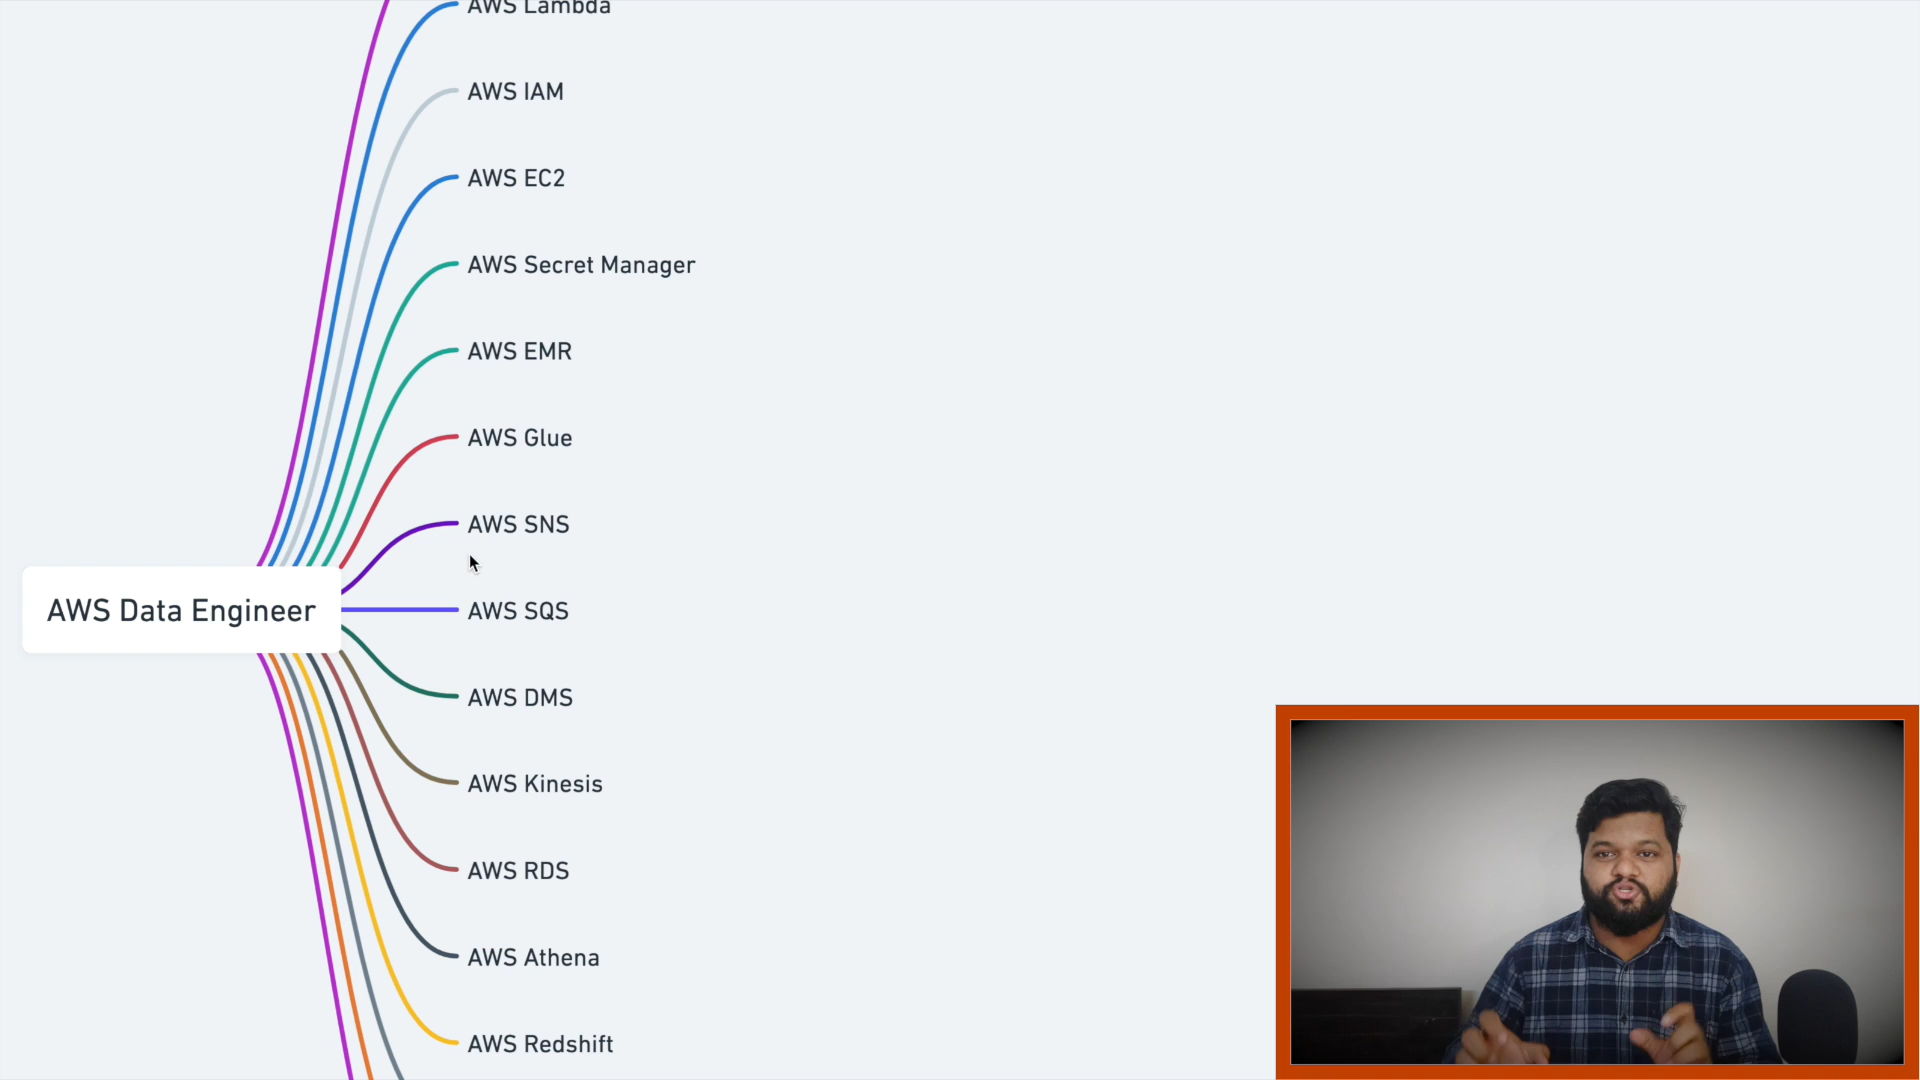 AWS Lambda
AWS IAM
AWS EC2
AWS Secret Manager
AWS EMR
AWS Glue
AWS SNS
AWS Data Engineer
AWS SQS
AWS DMS
AWS Kinesis
AWS RDS
AWS Athena
AWS Redshift